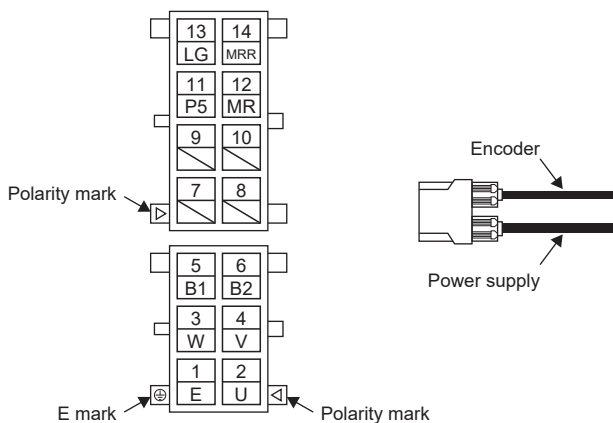 13 14
LG MRR
11 12
P5 MR
9 10
Encoder
Polarity mark
7 8
Power supply
5 6
B1 B2
3 4
W V
1 2
E U
E mark
Polarity mark